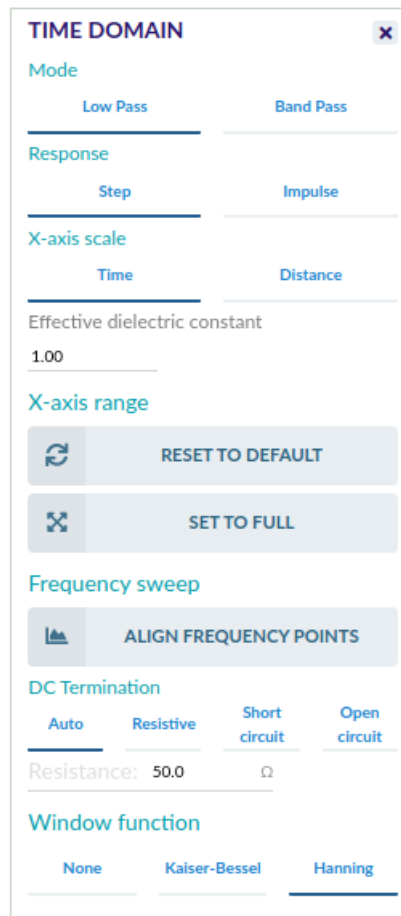 TIME DOMAIN
Mode
Low Pass Band Pass
Response
Step Impulse
X-axis scale
Time Distance
Effective dielectric constant
1.00
X-axis range
RESET TO DEFAULT
SET TO FULL
Frequency sweep
ALIGN FREQUENCY POINTS
DC Termination
Auto Resistive Short circuit Open circuit
Resistance: 50.0 Ω
Window function
None Kaiser-Bessel Hanning